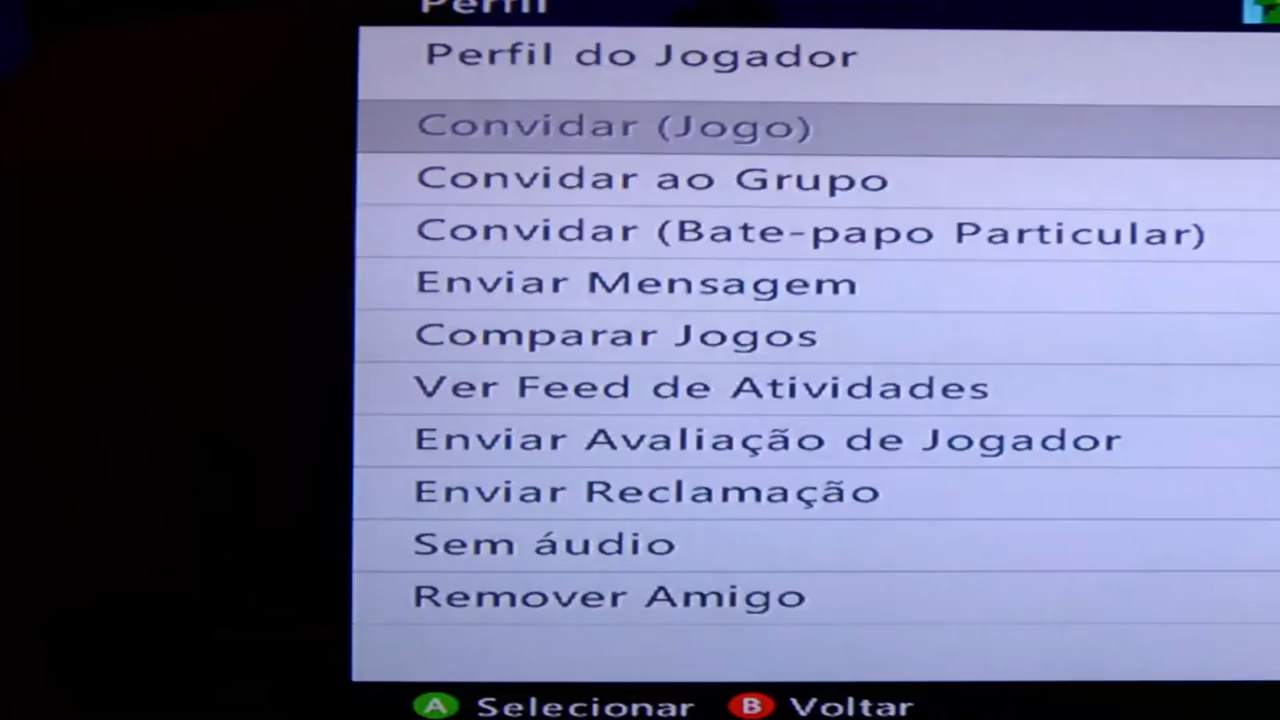 Perfil
Perfil do Jogador
Convidar (Jogo)
Convidar ao Grupo
Convidar (Bate-papo Particular)
Enviar Mensagem
Comparar Jogos
Ver Feed de Atividades
Enviar Avaliação de Jogador
Enviar Reclamação
Sem áudio
Remover Amigo
A Selecionar B Voltar